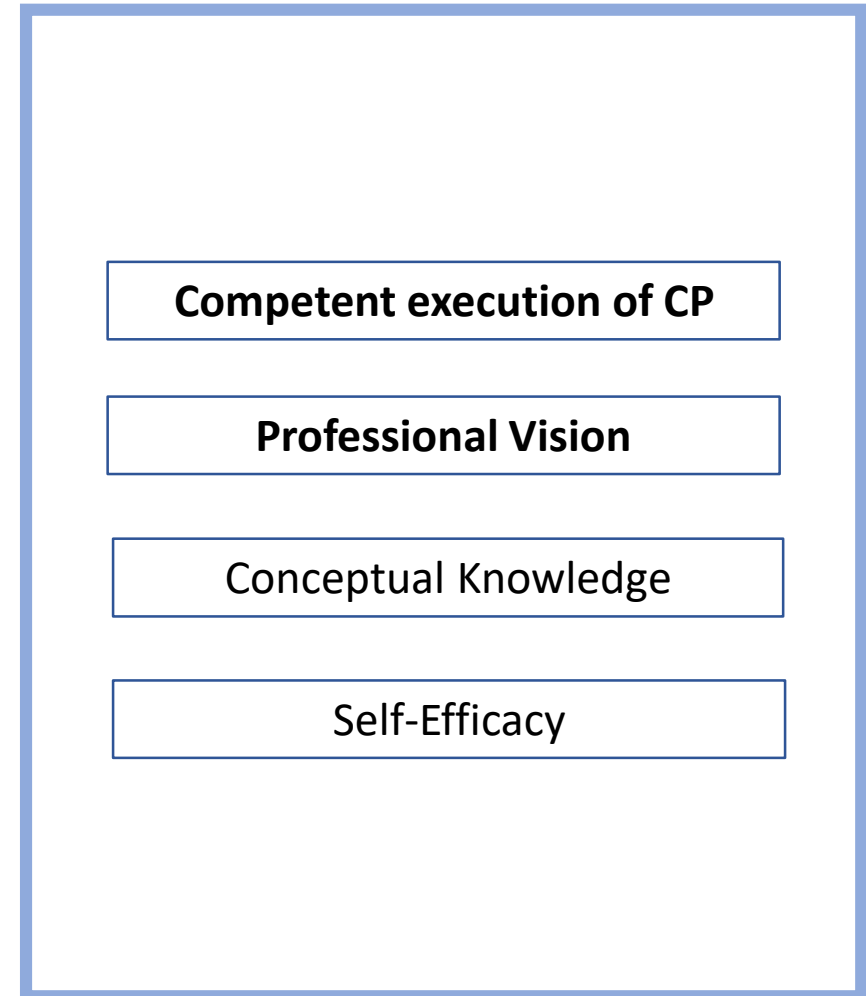 Competent execution of CP
Professional Vision
Conceptual Knowledge
Self-Efficacy